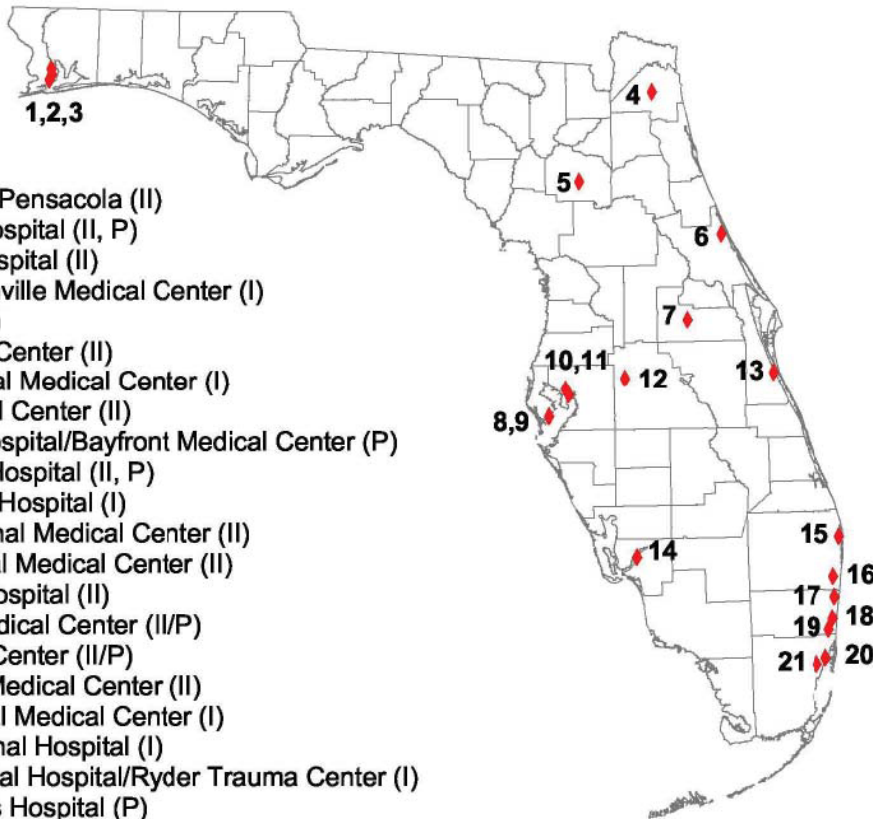 1,2,3
4
5
6
7
10,11
12
13
8,9
14
15
16
17
18
19
20
21
Pensacola (II)
ospital (II, P)
spital (II)
ville Medical Center (I)
Center (II)
al Medical Center (I)
l Center (II)
ospital/Bayfront Medical Center (P)
Hospital (II, P)
Hospital (I)
nal Medical Center (II)
al Medical Center (II)
ospital (II)
dical Center (II/P)
Center (II/P)
Medical Center (II)
al Medical Center (I)
nal Hospital (I)
al Hospital/Ryder Trauma Center (I)
s Hospital (P)